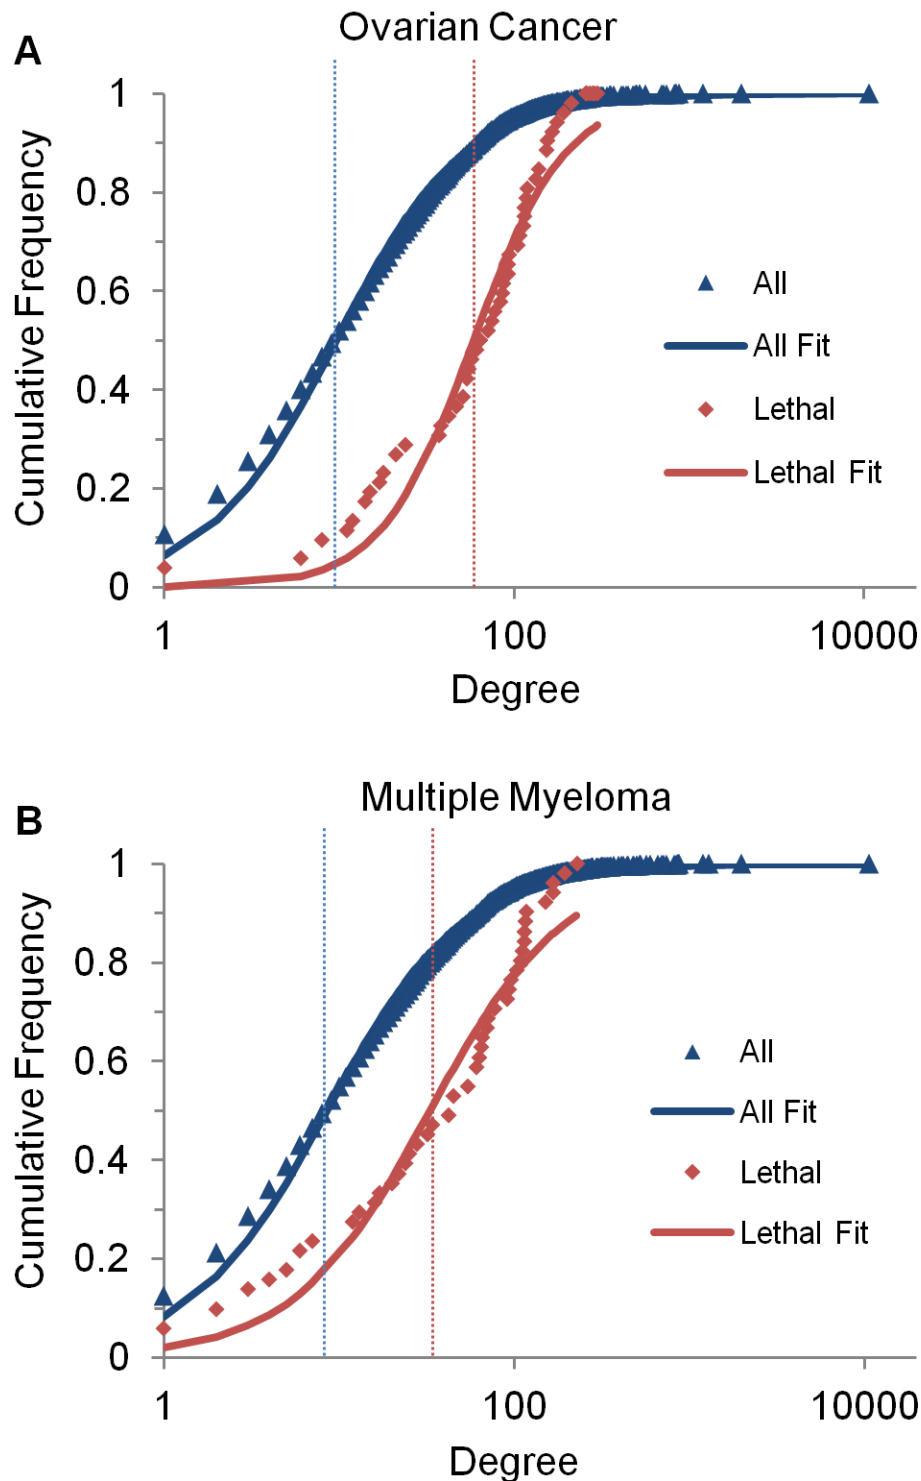 A
Ovarian Cancer
Cumulative Frequency
1
0.8
0.6
0.4
0.2
0
All
All Fit
Lethal
Lethal Fit
1
100
10000
Degree
B
Multiple Myeloma
Cumulative Frequency
1
0.8
0.6
0.4
0.2
0
All
All Fit
Lethal
Lethal Fit
1
100
10000
Degree